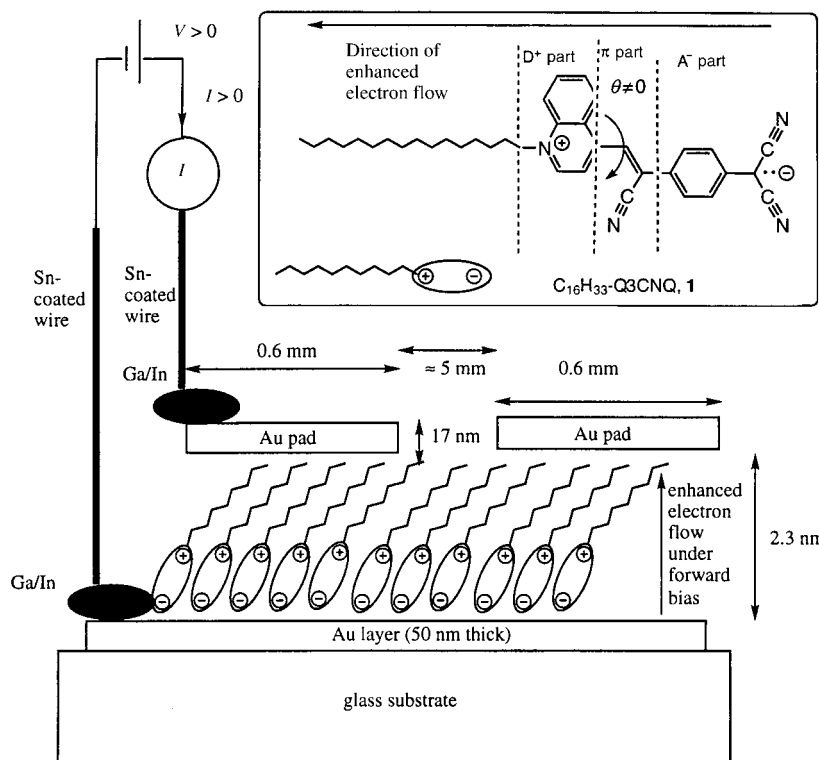 V > 0
I > 0
I
Direction of
enhanced
electron flow
D+ part
π part
A− part
θ≠0
N
⊕
C
N
C
N
C
N
⊖
⊕ ⊖
C16H33-Q3CNQ, 1
Sn-
coated
wire
Sn-
coated
wire
0.6 mm
≈ 5 mm
0.6 mm
Ga/In
Au pad
17 nm
Au pad
enhanced
electron
flow
under
forward
bias
2.3 nm
Ga/In
Au layer (50 nm thick)
glass substrate